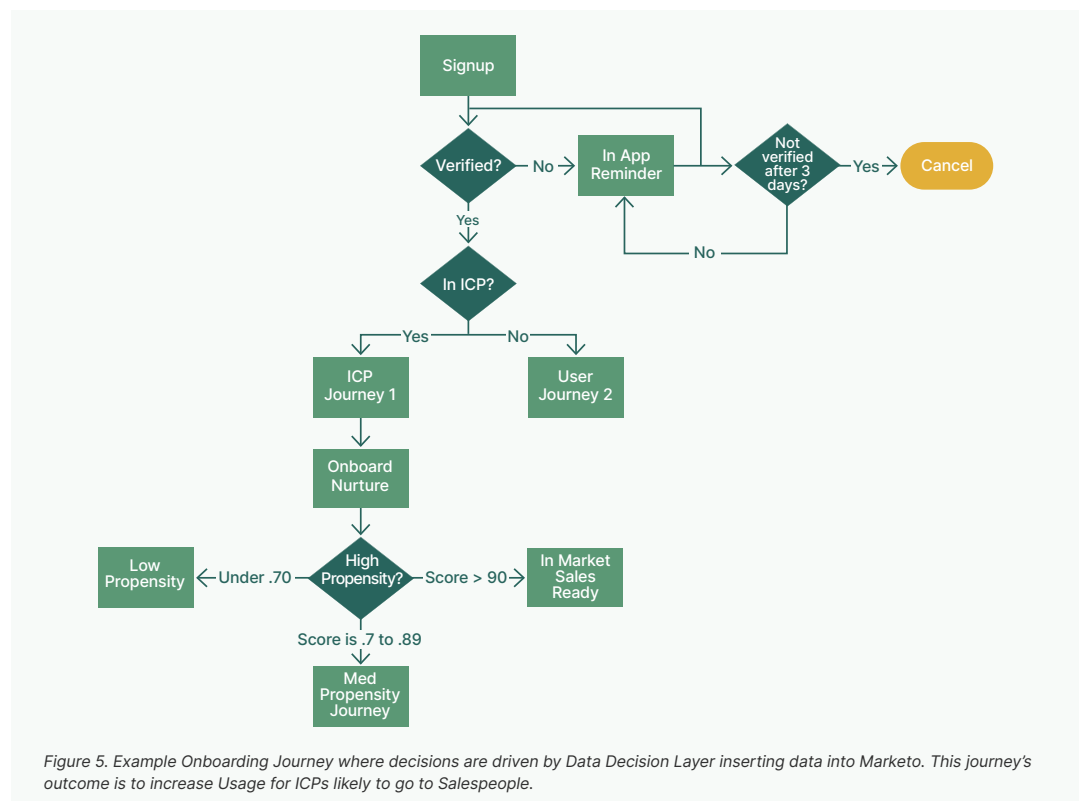 Signup
Verified?
No
In App
Reminder
Not
verified
after 3
days?
Yes
Cancel
Yes
No
In ICP?
Yes
No
ICP
Journey 1
User
Journey 2
Onboard
Nurture
Low
Propensity
Under .70
High
Propensity?
Score > 90
In Market
Sales
Ready
Score is .7 to .89
Med
Propensity
Journey
Figure 5. Example Onboarding Journey where decisions are driven by Data Decision Layer inserting data into Marketo. This journey’s
outcome is to increase Usage for ICPs likely to go to Salespeople.